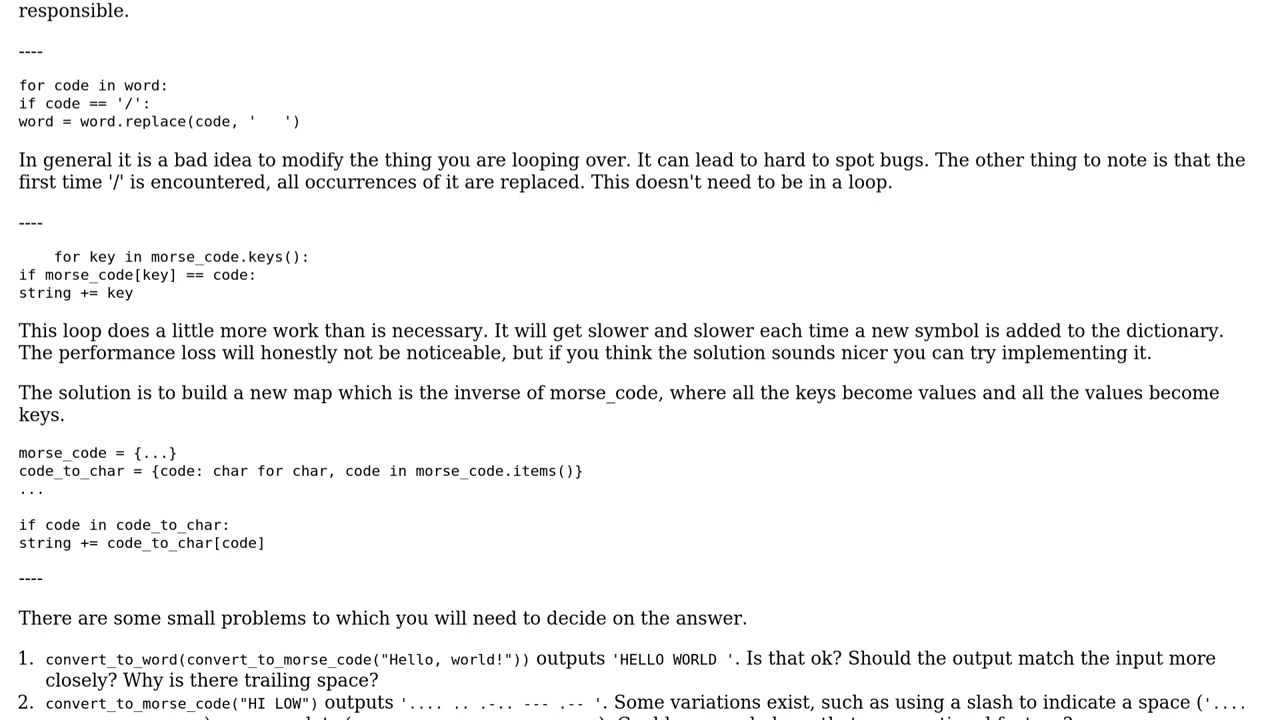 responsible.
----
for code in word:
if code == '/':
word = word.replace(code, '   ')
In general it is a bad idea to modify the thing you are looping over. It can lead to hard to spot bugs. The other thing to note is that the
first time '/' is encountered, all occurrences of it are replaced. This doesn't need to be in a loop.
----
    for key in morse_code.keys():
if morse_code[key] == code:
string += key
This loop does a little more work than is necessary. It will get slower and slower each time a new symbol is added to the dictionary.
The performance loss will honestly not be noticeable, but if you think the solution sounds nicer you can try implementing it.
The solution is to build a new map which is the inverse of morse_code, where all the keys become values and all the values become
keys.
morse_code = {...}
code_to_char = {code: char for char, code in morse_code.items()}
...
if code in code_to_char:
string += code_to_char[code]
----
There are some small problems to which you will need to decide on the answer.
1. convert_to_word(convert_to_morse_code("Hello, world!")) outputs 'HELLO WORLD '. Is that ok? Should the output match the input more
closely? Why is there trailing space?
2. convert_to_morse_code("HI LOW") outputs '.... .. .-.. --- .-- '. Some variations exist, such as using a slash to indicate a space ('....